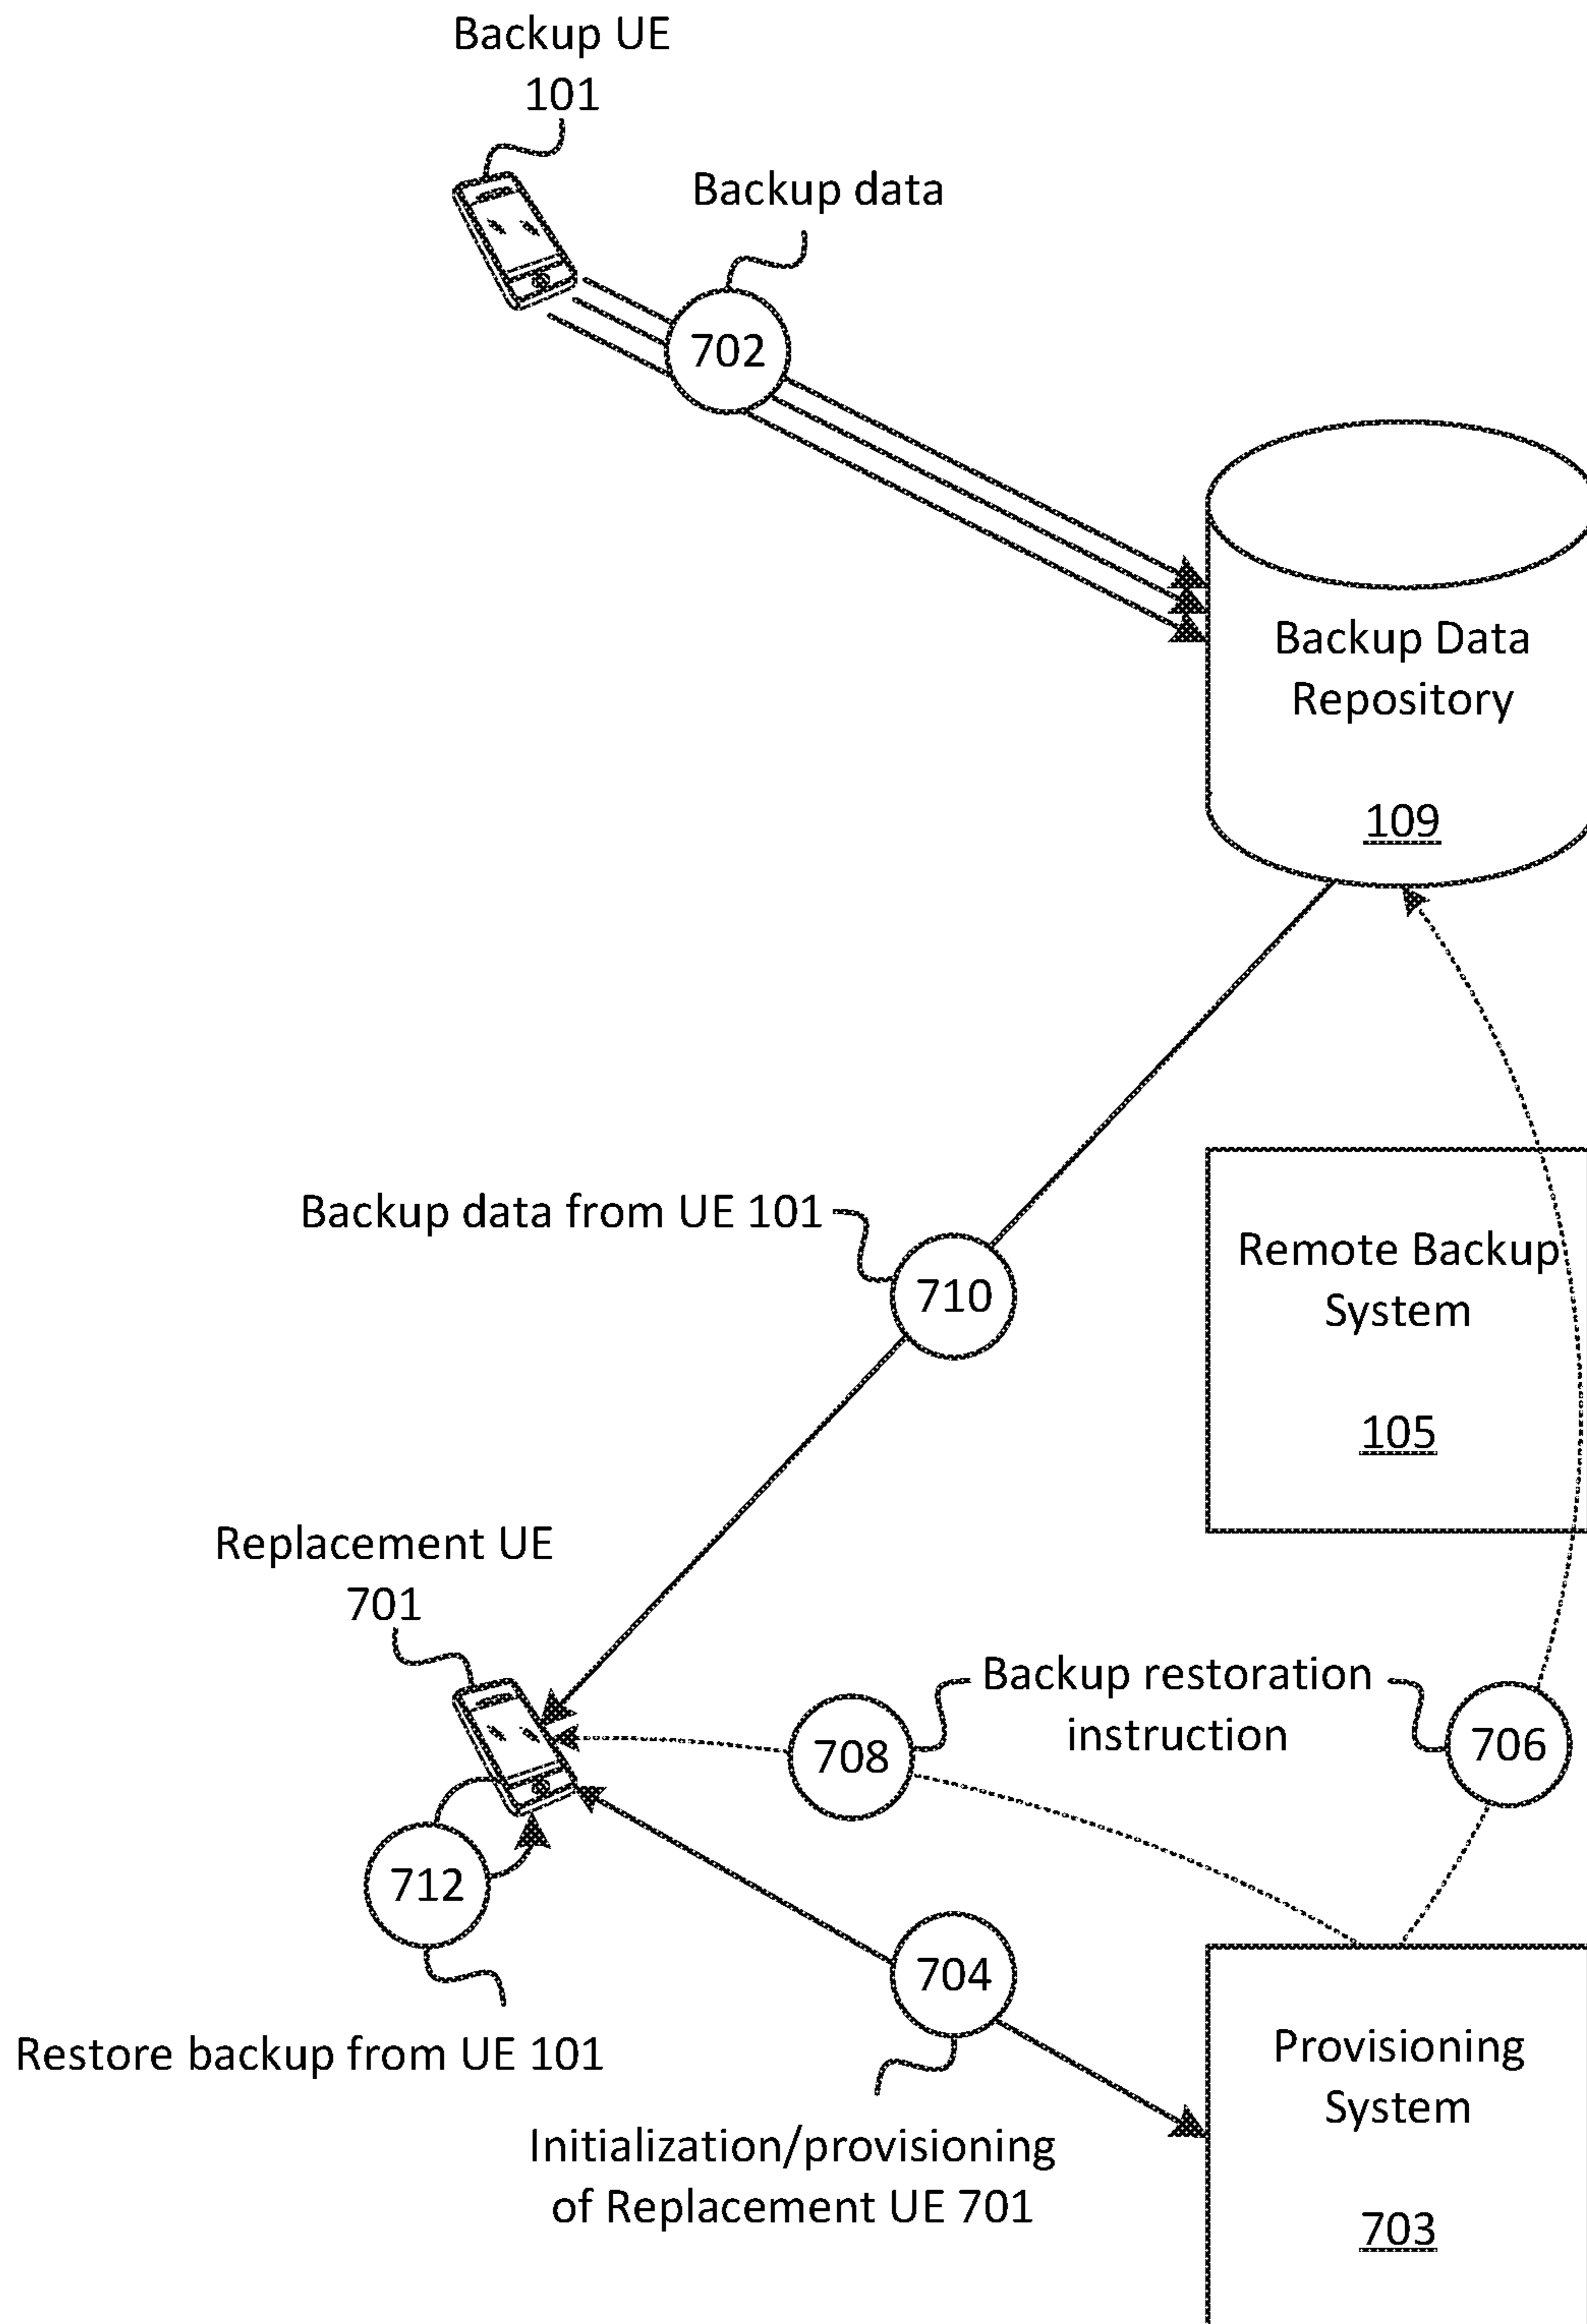 Backup UE
101
Backup data
702
Backup Data
Repository
109
Backup data from UE 101
710
Remote Backup
System
105
Replacement UE
701
Backup restoration
instruction
708
706
712
704
Restore backup from UE 101
Provisioning
System
703
Initialization/provisioning
of Replacement UE 701